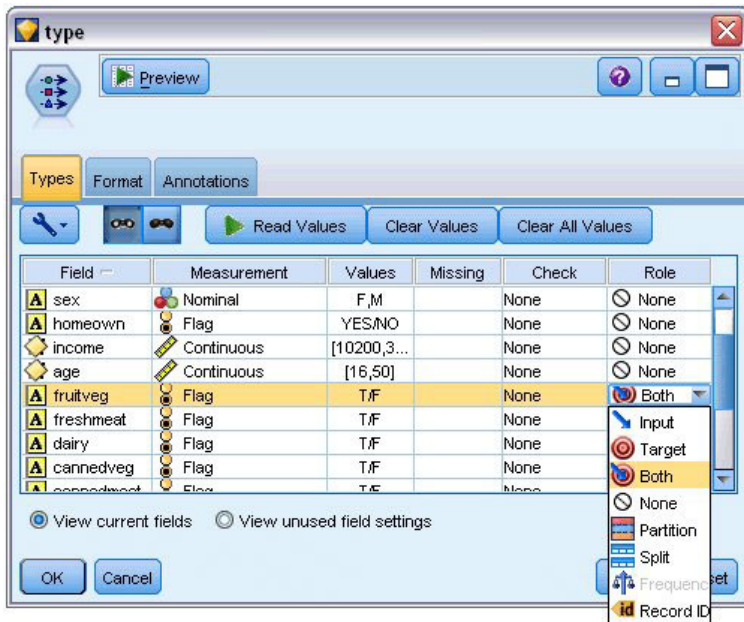 type
Preview
Types Format Annotations
Read Values Clear Values Clear All Values
Field Measurement Values Missing Check Role
A sex Nominal F,M None None
A homeown Flag YES/NO None None
income Continuous [10200,3... None None
age Continuous [16,50] None None
A fruitveg Flag T/F None Both
A freshmeat Flag T/F None Input
A dairy Flag T/F None Target
A cannedveg Flag T/F None Both
None
Partition
Split
Frequenc
id Record ID
View current fields View unused field settings
OK Cancel